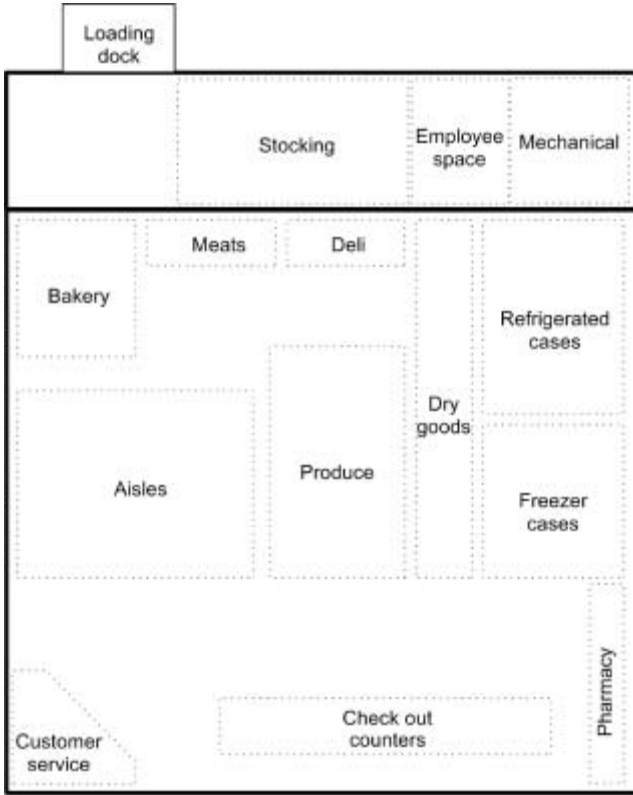 Loading
dock
Stocking
Employee
space
Mechanical
Meats
Deli
Bakery
Refrigerated
cases
Dry
goods
Aisles
Produce
Freezer
cases
Pharmacy
Check out
counters
Customer
service